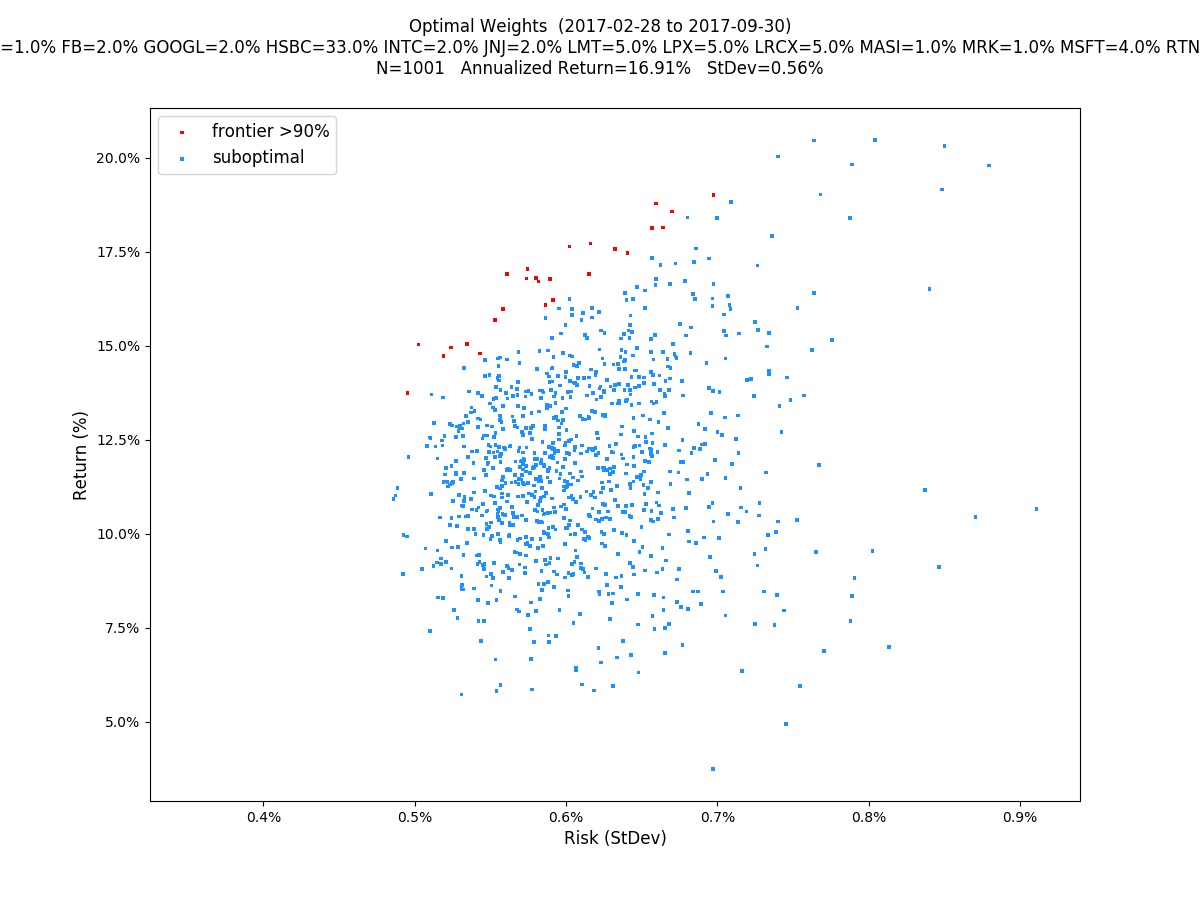 Optimal Weights (2017-02-28 to 2017-09-30)
=1.0% FB=2.0% GOOGL=2.0% HSBC=33.0% INTC=2.0% JNJ=2.0% LMT=5.0% LPX=5.0% LRCX=5.0% MASI=1.0% MRK=1.0% MSFT=4.0% RTN
N=1001 Annualized Return=16.91% StDev=0.56%
frontier >90%
suboptimal
20.0%
17.5%
15.0%
12.5%
10.0%
7.5%
5.0%
Return (%)
0.4% 0.5% 0.6% 0.7% 0.8% 0.9%
Risk (StDev)